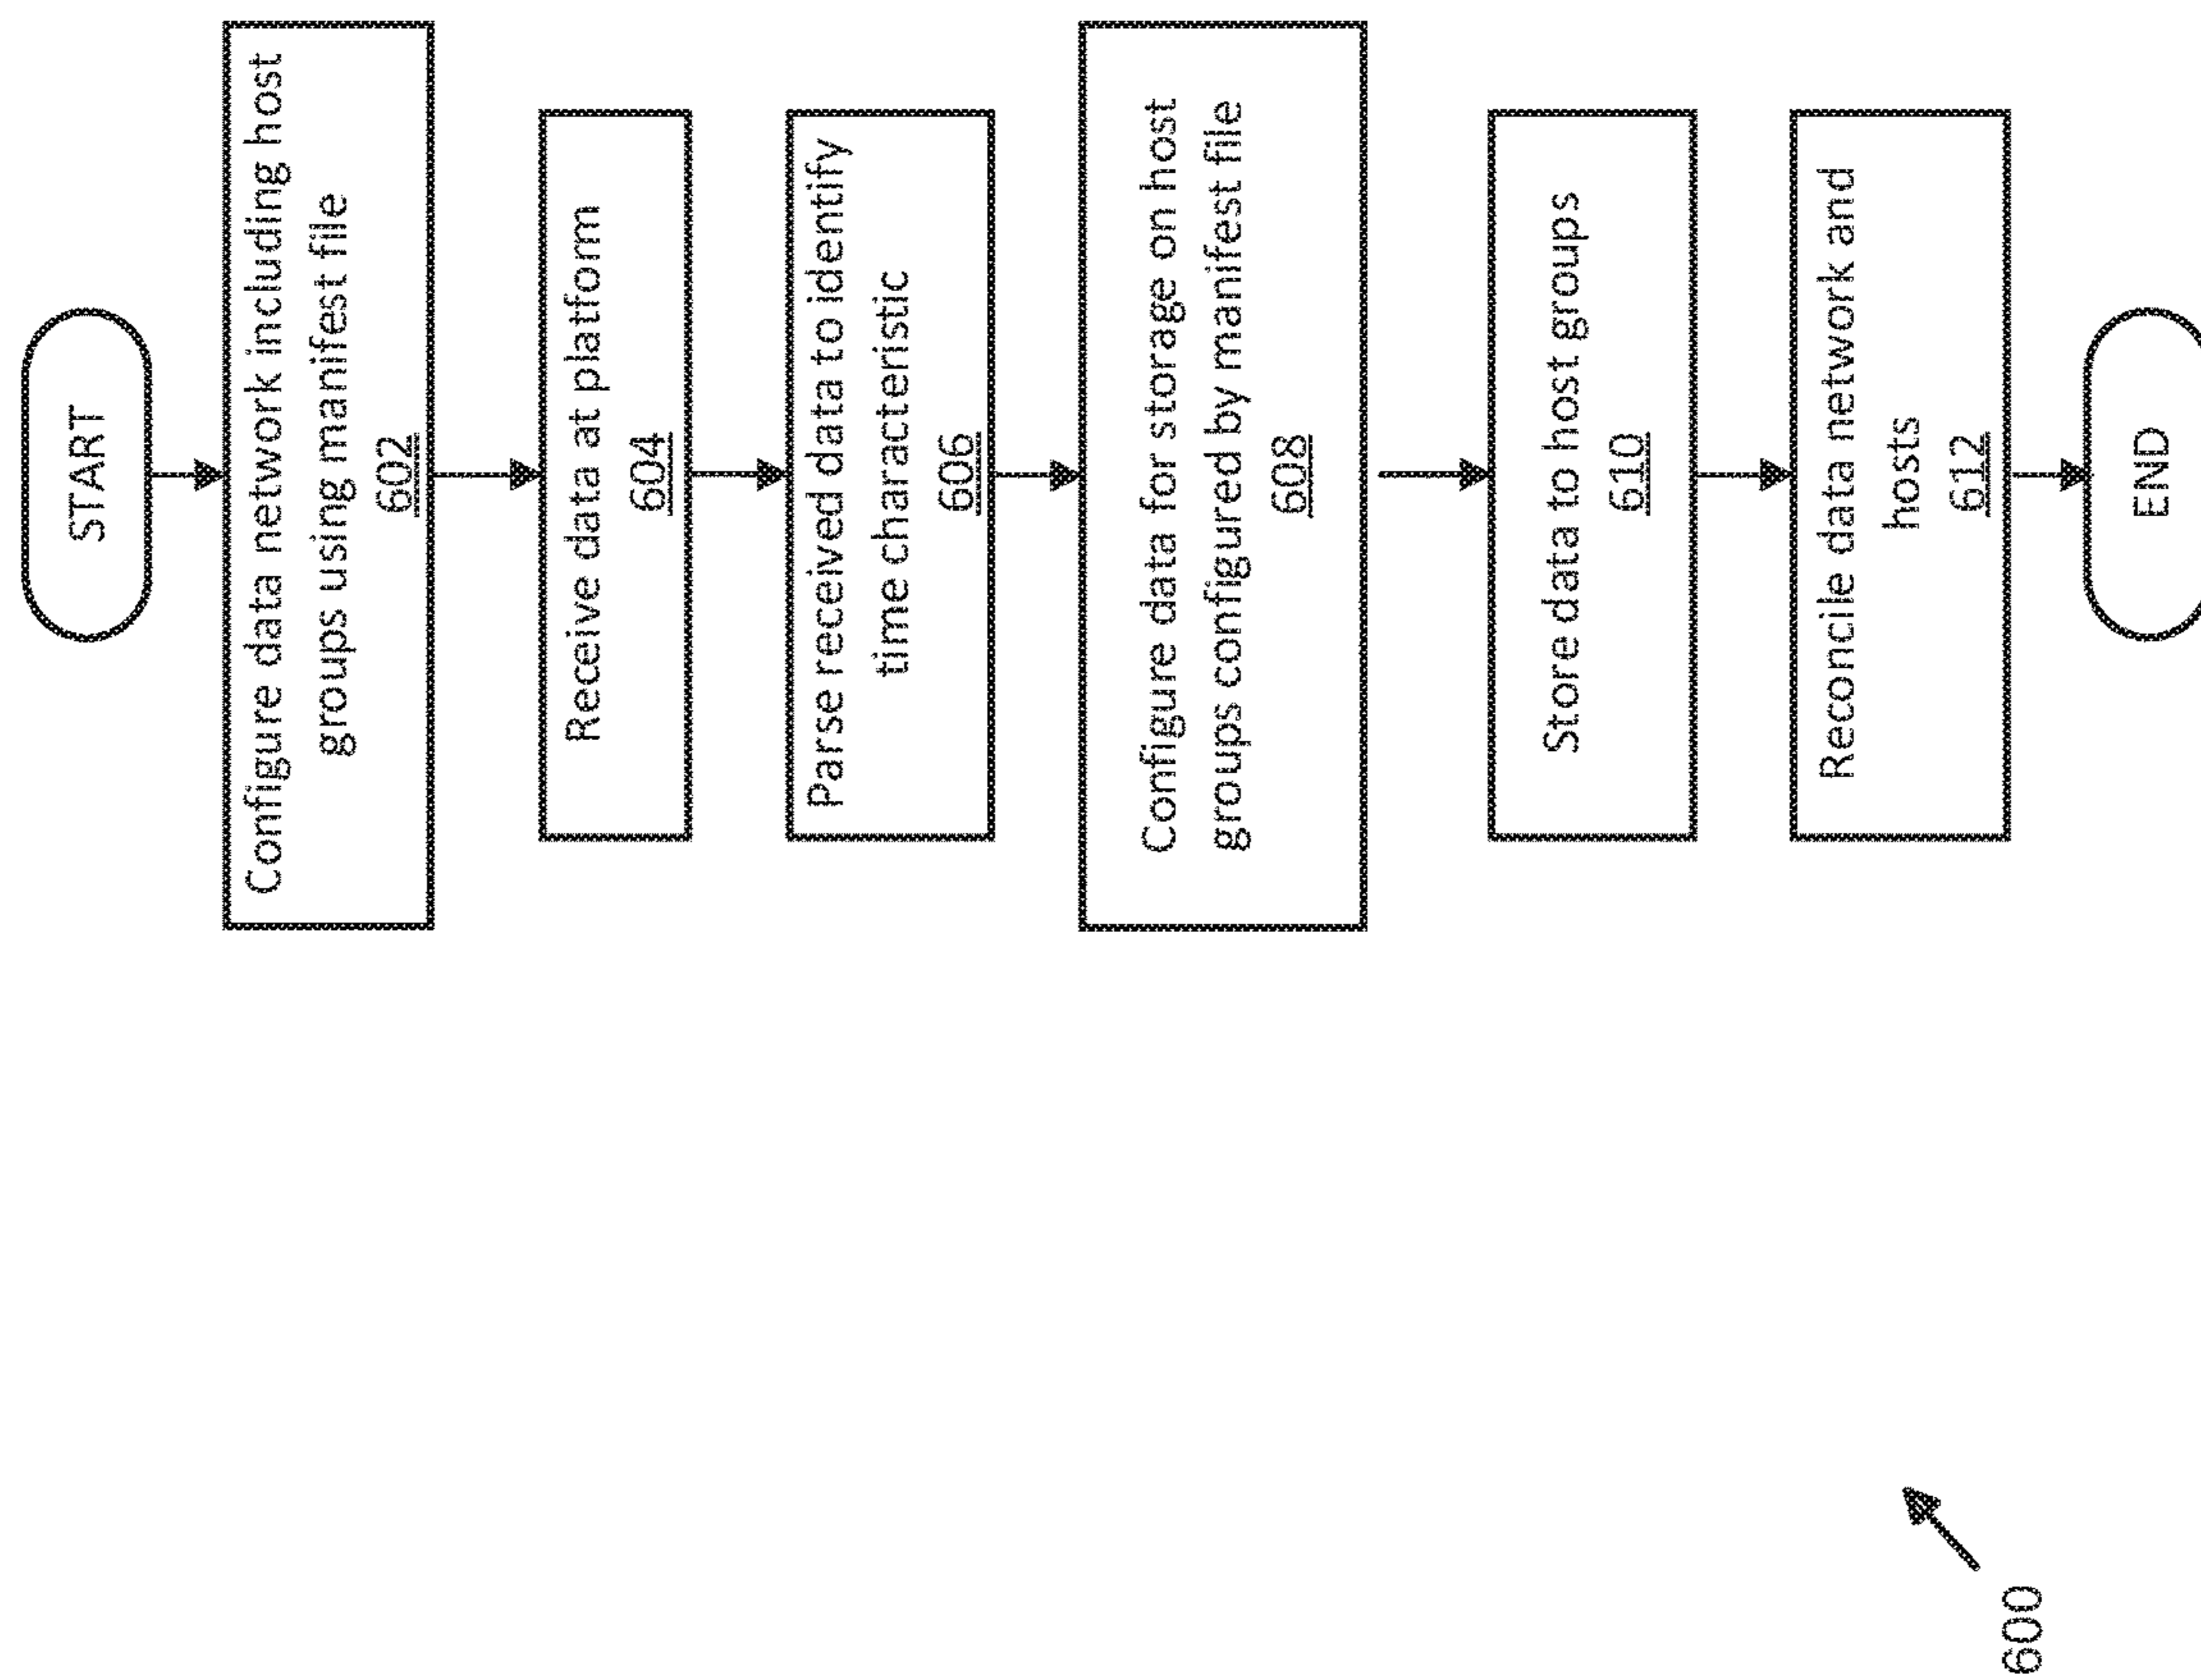 START
Configure data network including host
groups using manifest file
602
Receive data at platform
604
Parse received data to identify
time characteristic
606
Configure data for storage on host
groups configured by manifest file
608
Store data to host groups
610
Reconcile data network and
hosts
612
END
600